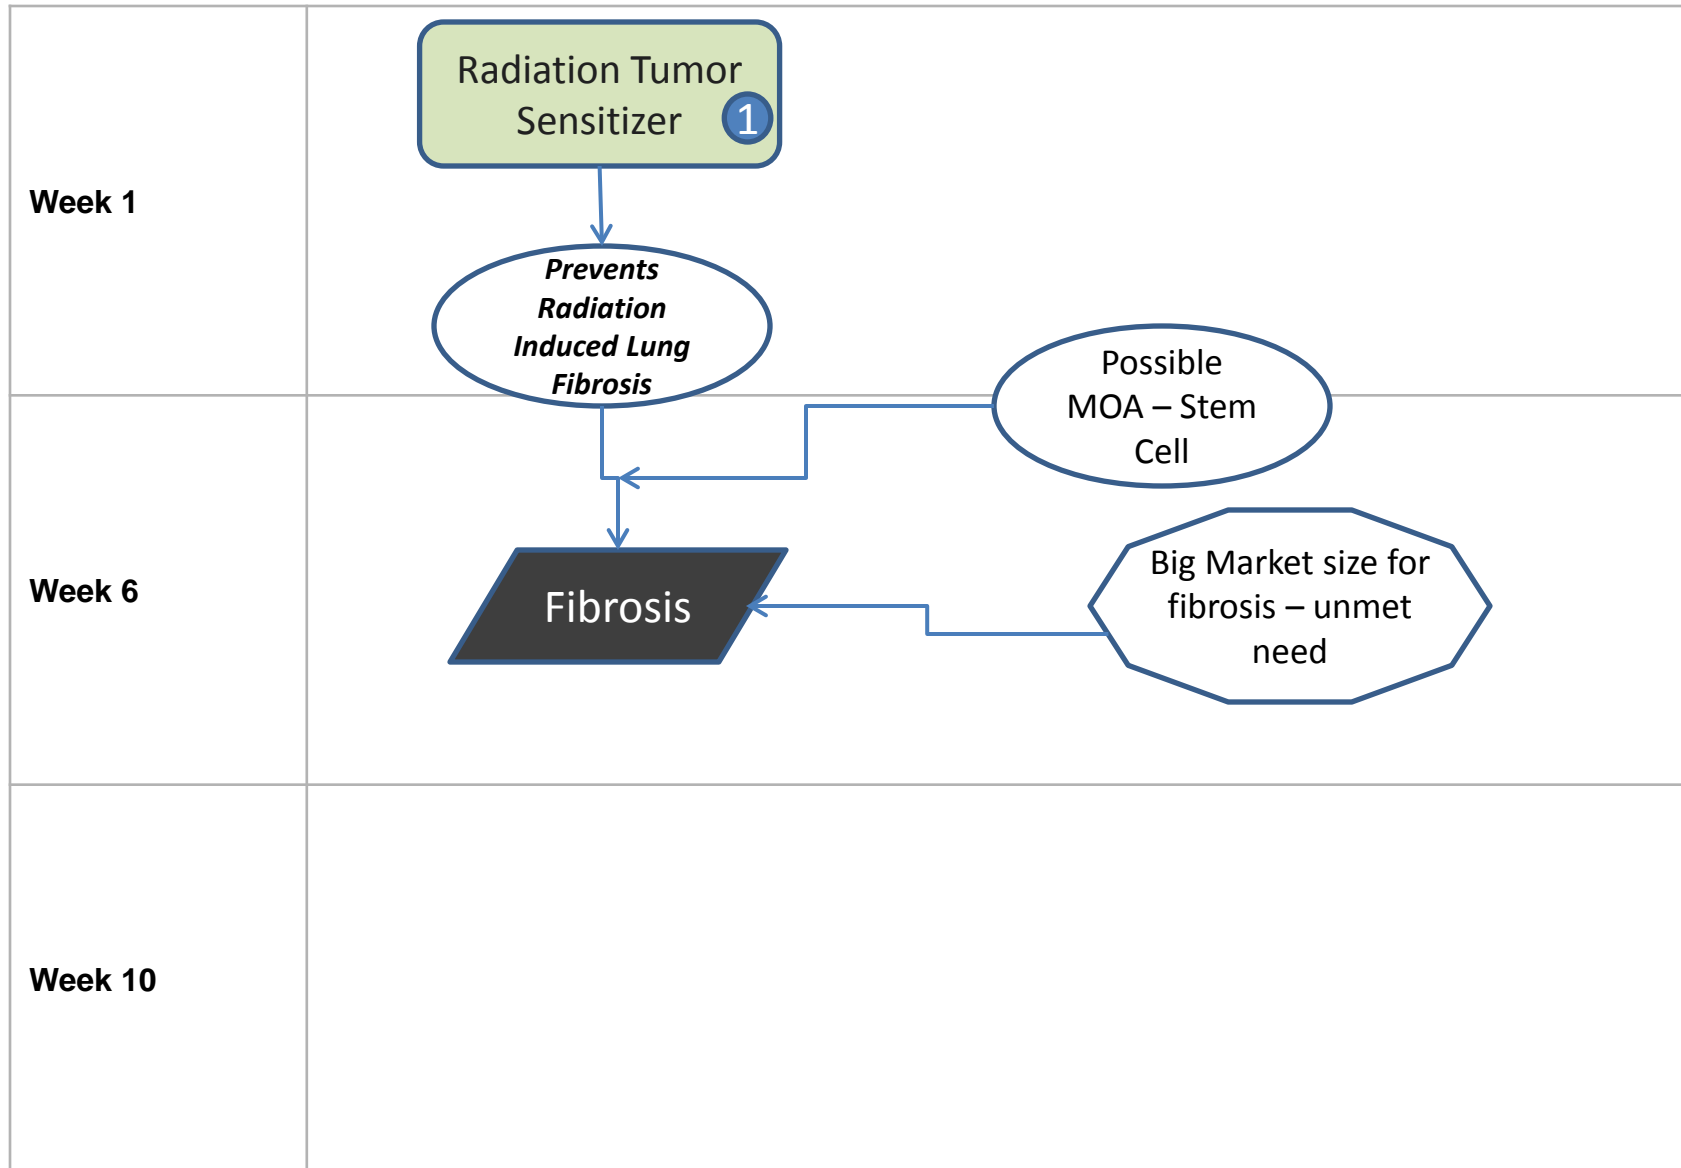 Radiation Tumor
Sensitizer
1
Week 1
Prevents
Radiation
Induced Lung
Fibrosis
Possible
MOA – Stem
Cell
Week 6
Fibrosis
Big Market size for
fibrosis – unmet
need
Week 10